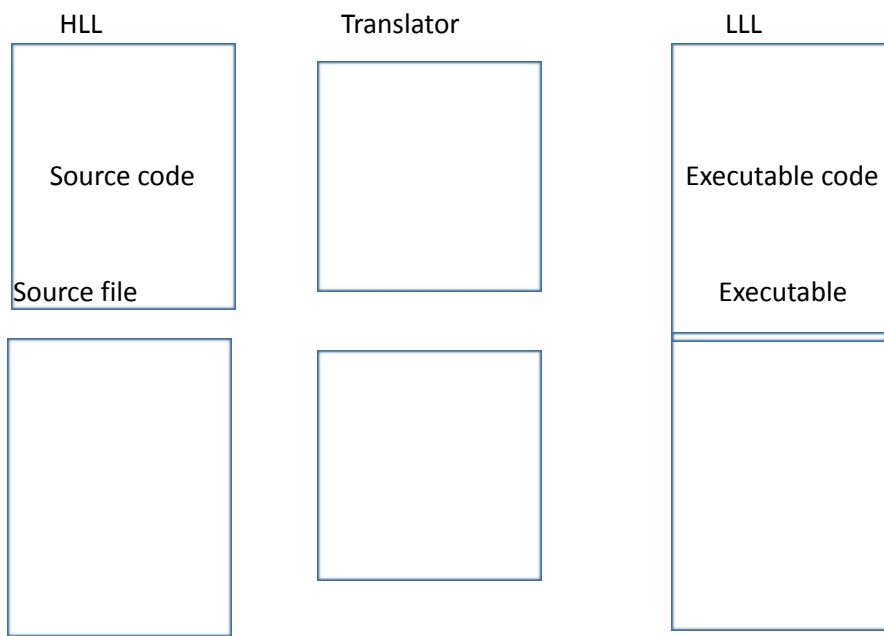 HLL
Translator
LLL
Source code
Executable code
Source file
Executable